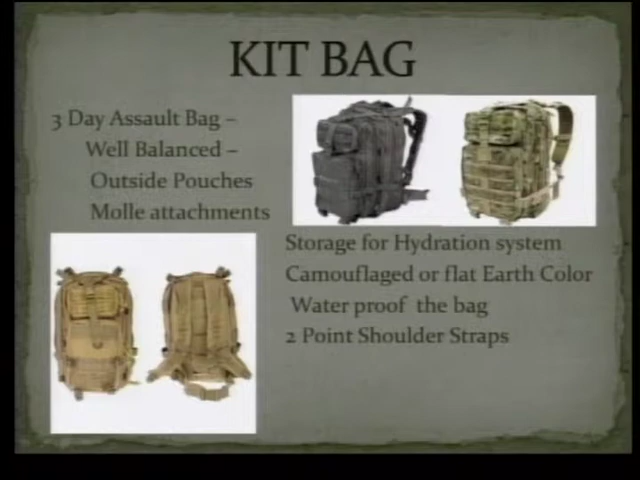 KIT BAG
3 Day Assault Bag –
Well Balanced –
Outside Pouches
Molle attachments
Storage for Hydration system
Camouflaged or flat Earth Color
Water proof the bag
2 Point Shoulder Straps